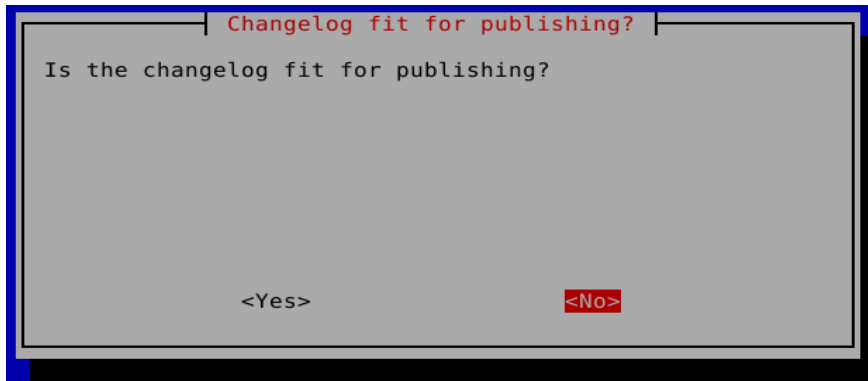 Changelog fit for publishing?
Is the changelog fit for publishing?
<Yes> <No>